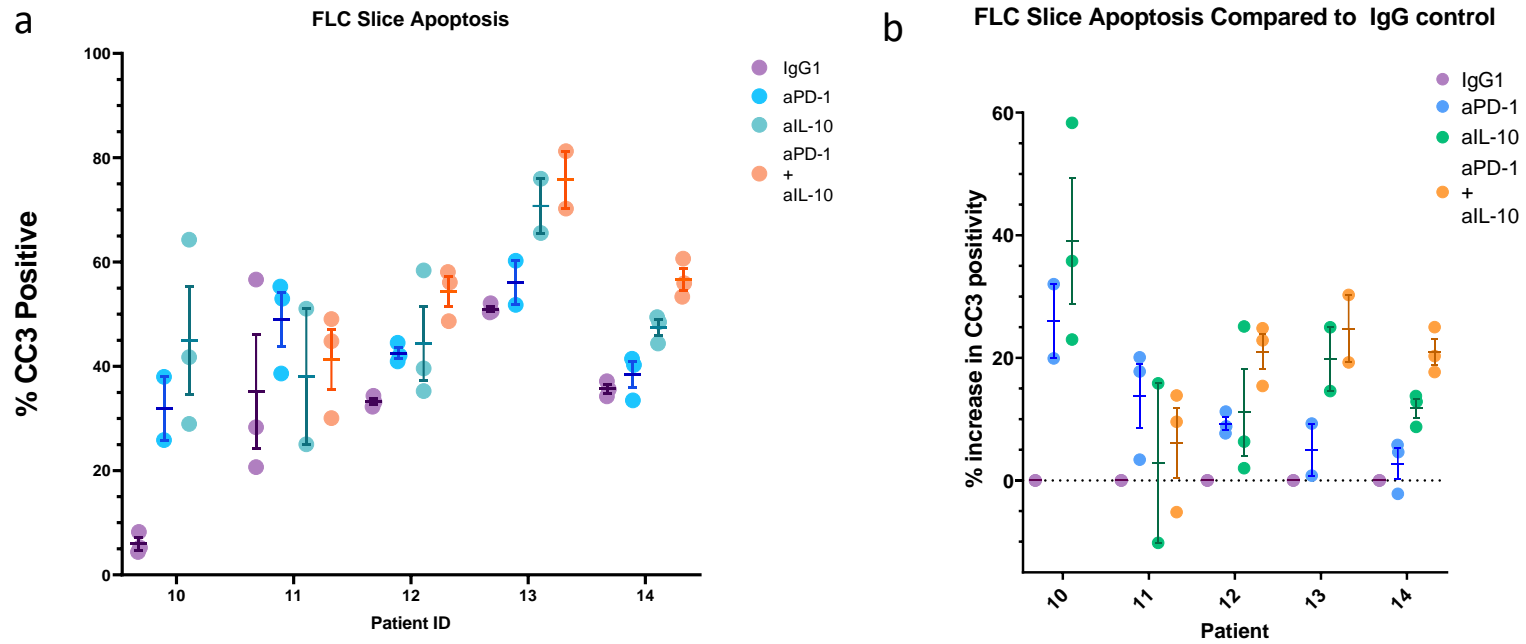 a
FLC Slice Apoptosis
% CC3 Positive
100
80
60
40
20
0
10
11
12
13
14
Patient ID
IgG1
aPD-1
aIL-10
aPD-1
+
aIL-10
b
FLC Slice Apoptosis Compared to IgG control
% increase in CC3 positivity
60
40
20
0
10
11
12
13
14
Patient
IgG1
aPD-1
aIL-10
aPD-1
+
aIL-10